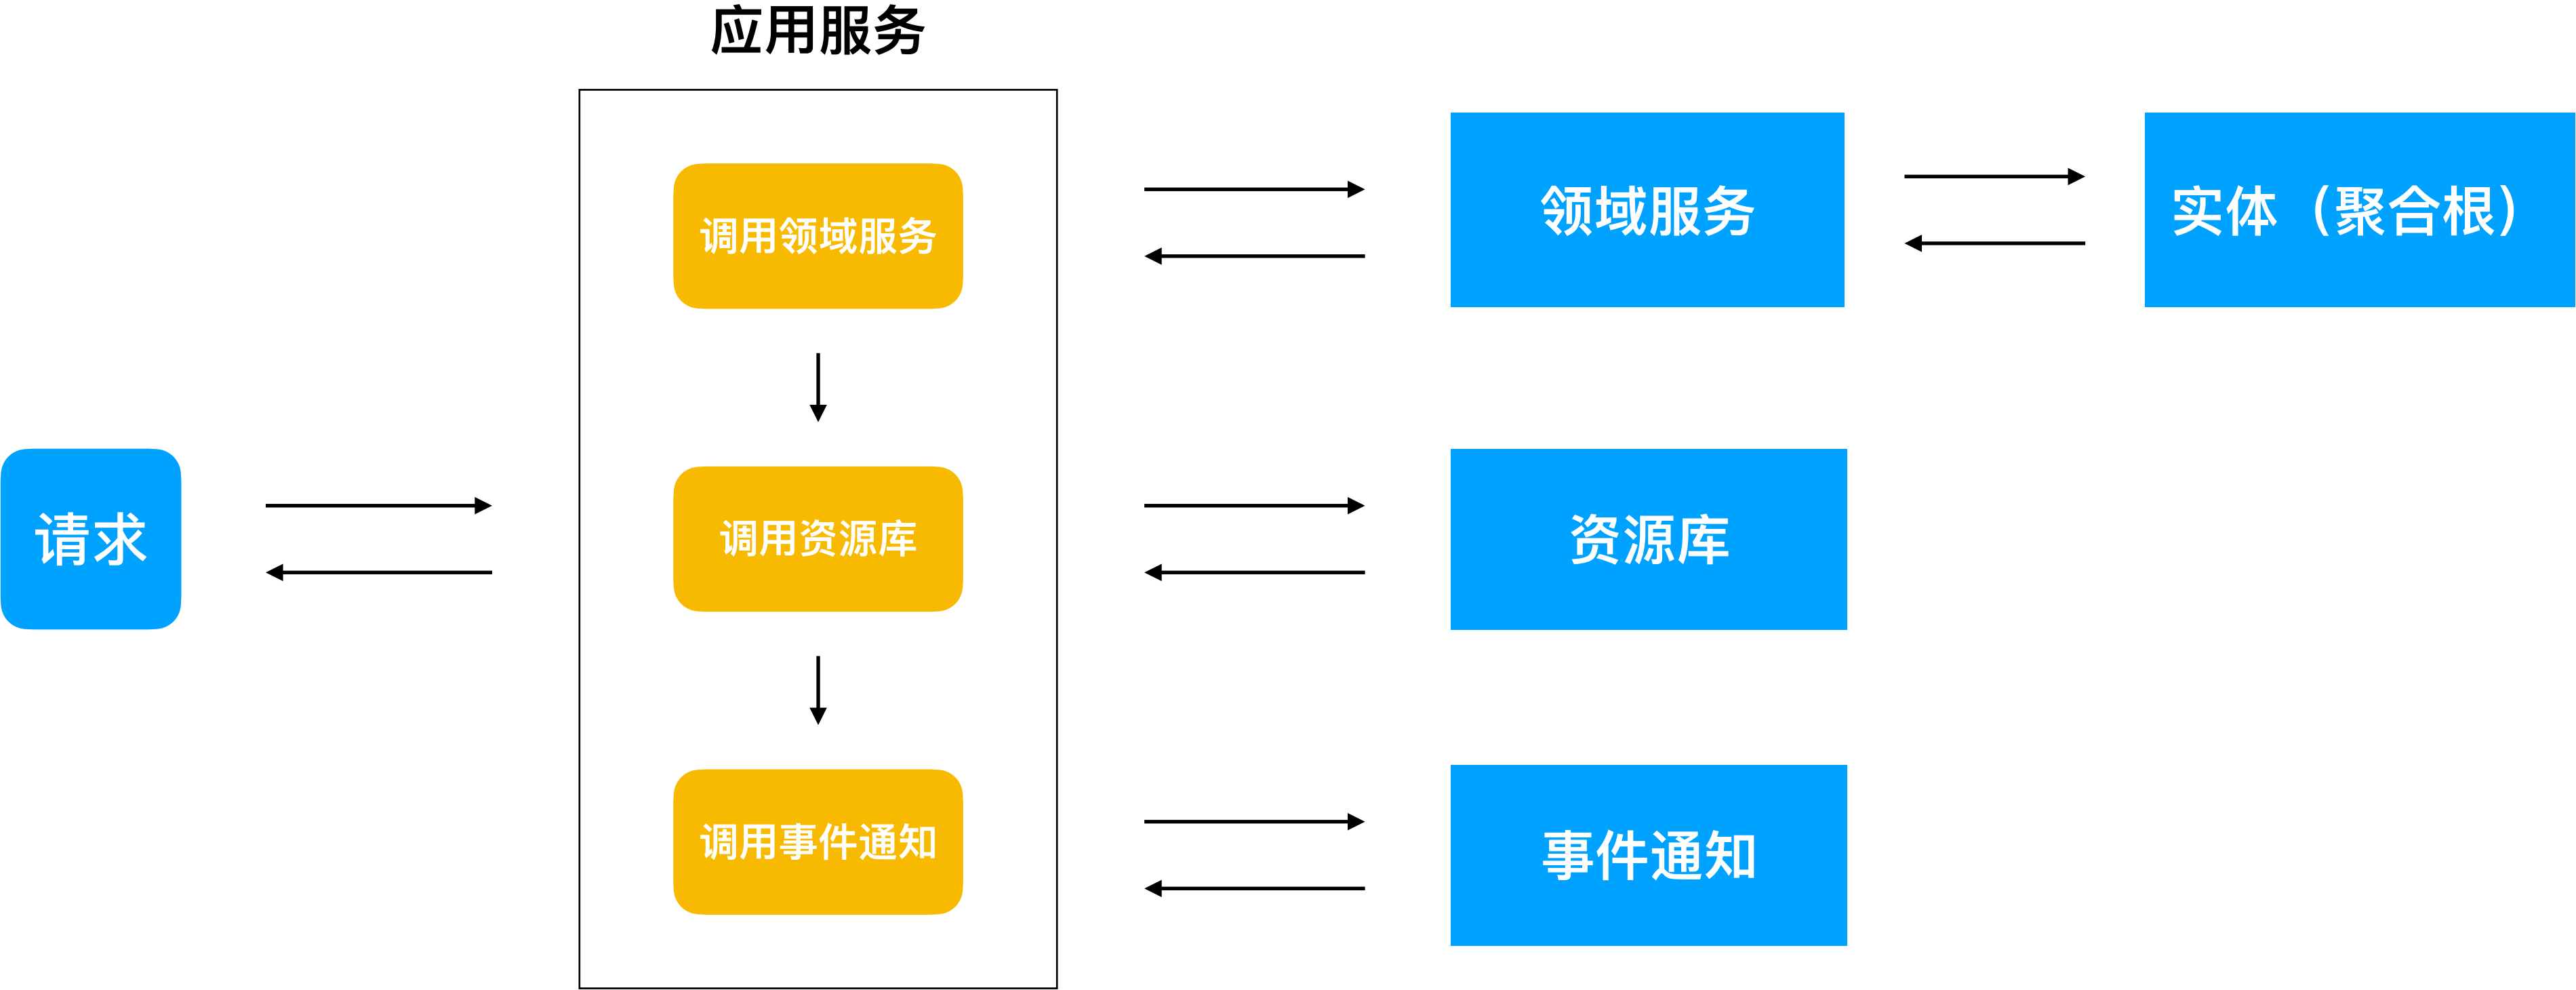 应用服务
调用领域服务
领域服务
实体（聚合根）
请求
调用资源库
资源库
调用事件通知
事件通知